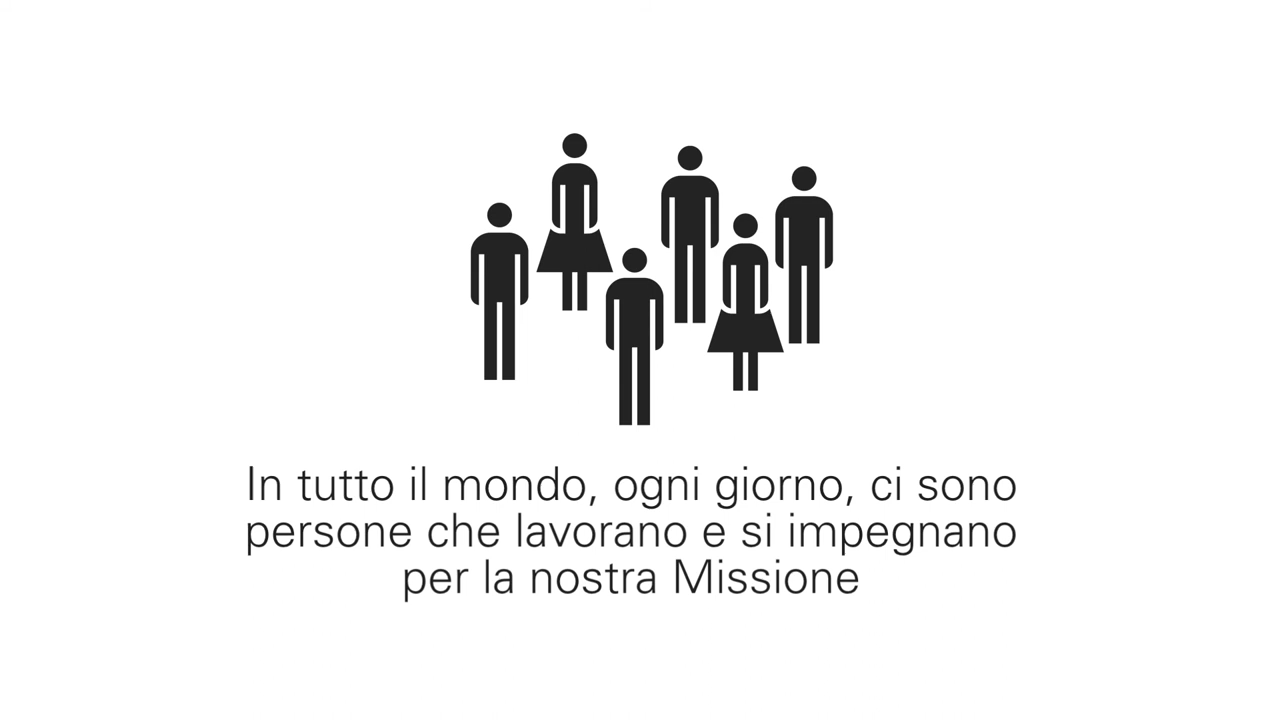 In tutto il mondo, ogni giorno, ci sono
persone che lavorano e si impegnano
per la nostra Missione